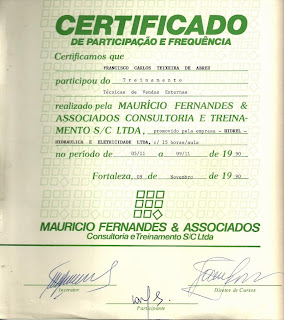 CERTIFICADO
DE PARTICIPAÇÃO E FREQUÊNCIA
Certificamos que
FRANCISCO CARLOS TEIXEIRA DE ABREU
participou do Treinamento
Técnicas de Vendas Externas
realizado pela MAURÍCIO FERNANDES &
ASSOCIADOS CONSULTORIA E TREINA-
MENTO S/C LTDA, promovido pela empresa - HIDREL-
HIDRAULICA E ELETRICIDADE LTDA, c/ 15 horas/aula
no período de 05/11 a 09/11 de 19 90
Fortaleza, 09 de Novembro de 19 90
MAURICIO FERNANDES & ASSOCIADOS
Consultoria e Treinamento S/C Ltda
Instrutor
Diretor de Cursos
Participante